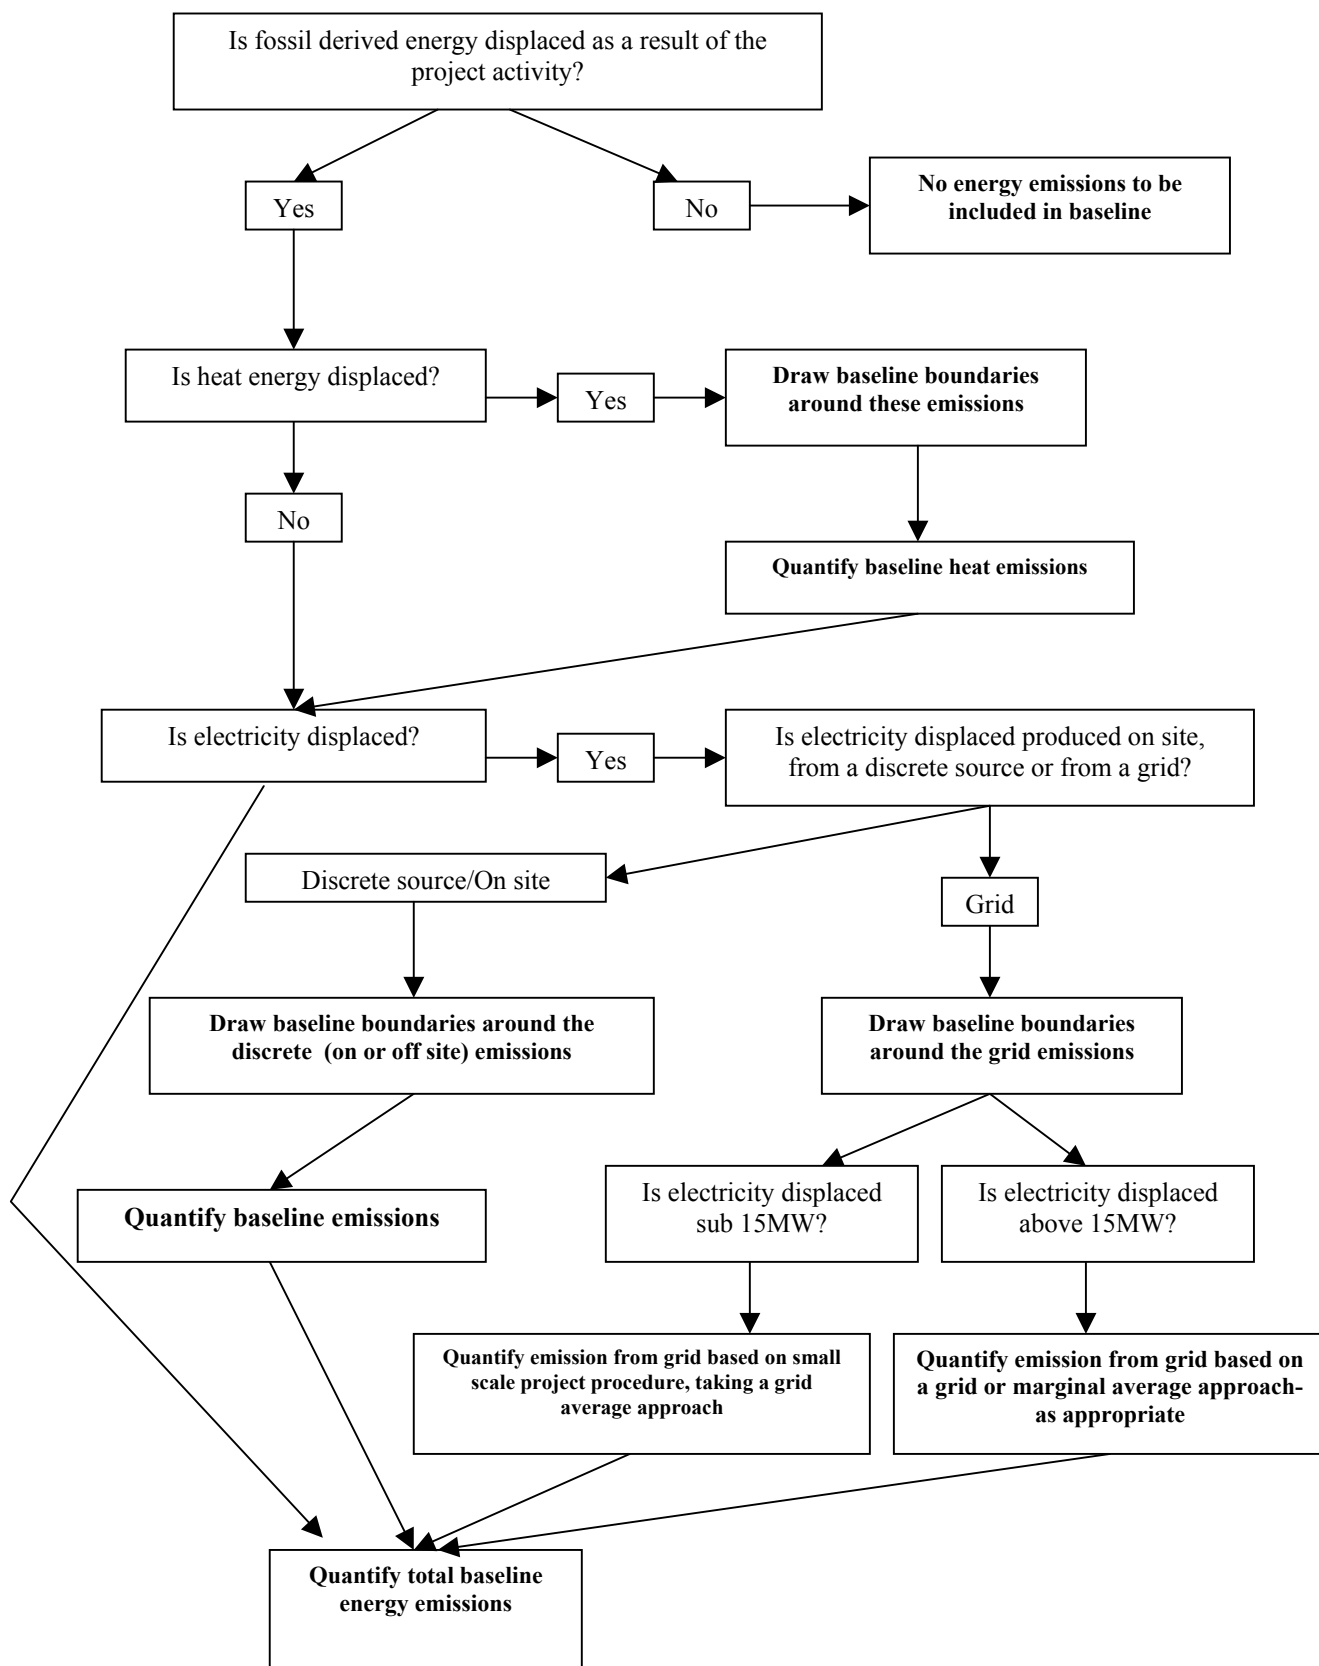 Is fossil derived energy displaced as a result of the
project activity?
Yes
No
No energy emissions to be
included in baseline
Is heat energy displaced?
Yes
Draw baseline boundaries
around these emissions
No
Quantify baseline heat emissions
Is electricity displaced?
Yes
Is electricity displaced produced on site,
from a discrete source or from a grid?
Discrete source/On site
Grid
Draw baseline boundaries around the
discrete (on or off site) emissions
Draw baseline boundaries
around the grid emissions
Quantify baseline emissions
Is electricity displaced
sub 15MW?
Is electricity displaced
above 15MW?
Quantify emission from grid based on small
scale project procedure, taking a grid
average approach
Quantify emission from grid based on
a grid or marginal average approach-
as appropriate
Quantify total baseline
energy emissions